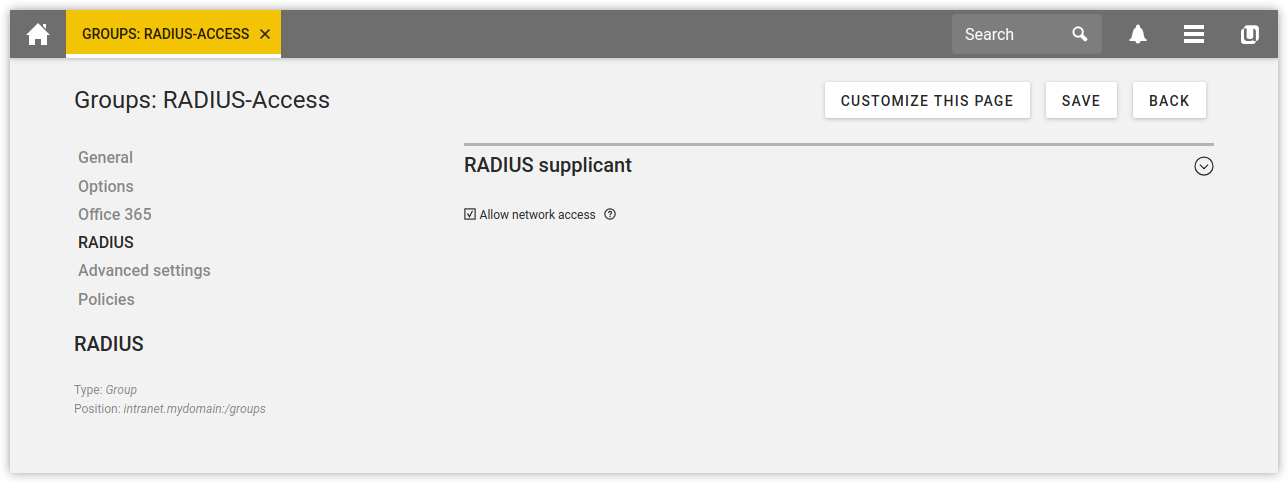 GROUPS: RADIUS-ACCESS
Search
Groups: RADIUS-Access
CUSTOMIZE THIS PAGE
SAVE
BACK
General
Options
Office 365
RADIUS
Advanced settings
Policies
RADIUS
Type: Group
Position: intranet.mydomain:/groups
RADIUS supplicant
Allow network access